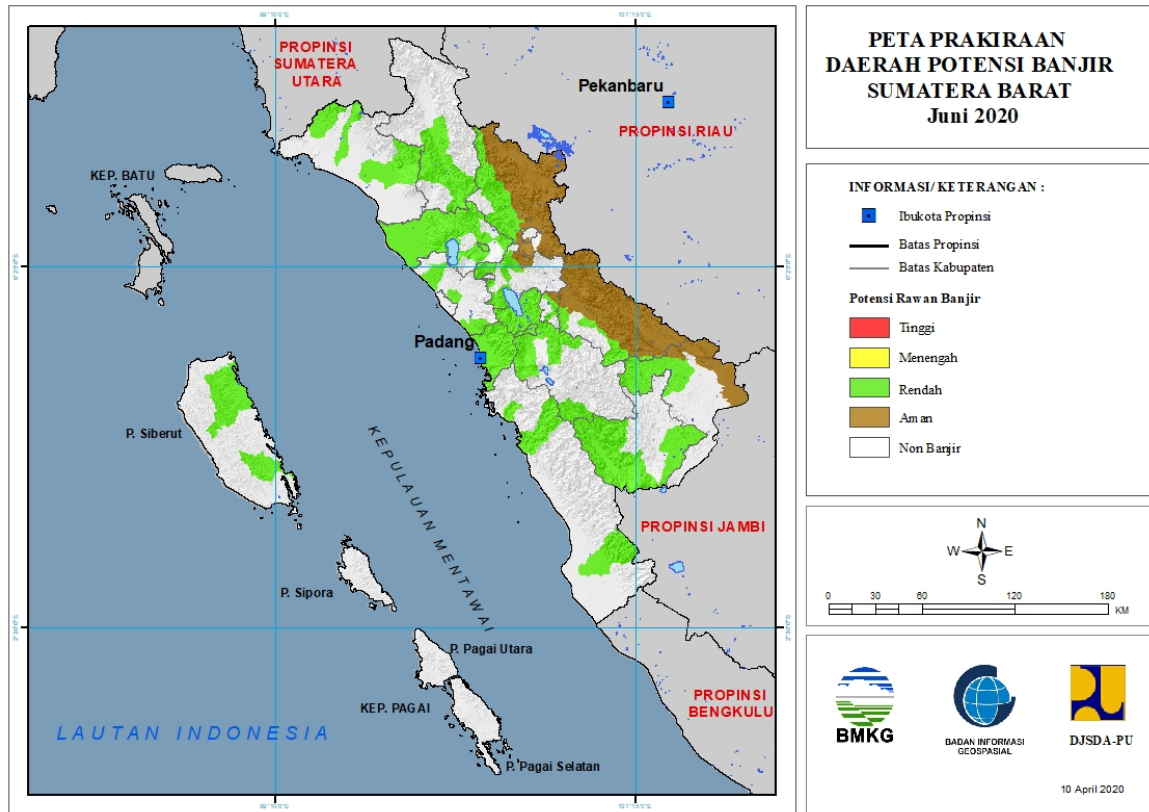 PETA PRAKIRAAN
DAERAH POTENSI BANJIR
SUMATERA BARAT
Juni 2020
INFORMASI/ KETERANGAN :
Ibukota Propinsi
Batas Propinsi
Batas Kabupaten
Potensi Rawan Banjir
Tinggi
Menengah
Rendah
Aman
Non Banjir
N
W E
S
0 30 60 120 180
KM
BMKG
BADAN INFORMASI
GEOSPASIAL
DJSDA-PU
10 April 2020
PROPINSI
SUMATERA
UTARA
Pekanbaru
PROPINSI RIAU
KEP. BATU
Padang
P. Siberut
KEPULAUAN MENTAWAI
PROPINSI JAMBI
P. Sipora
P. Pagai Utara
KEP. PAGAI
PROPINSI
BENGKULU
LAUTAN INDONESIA
P. Pagai Selatan